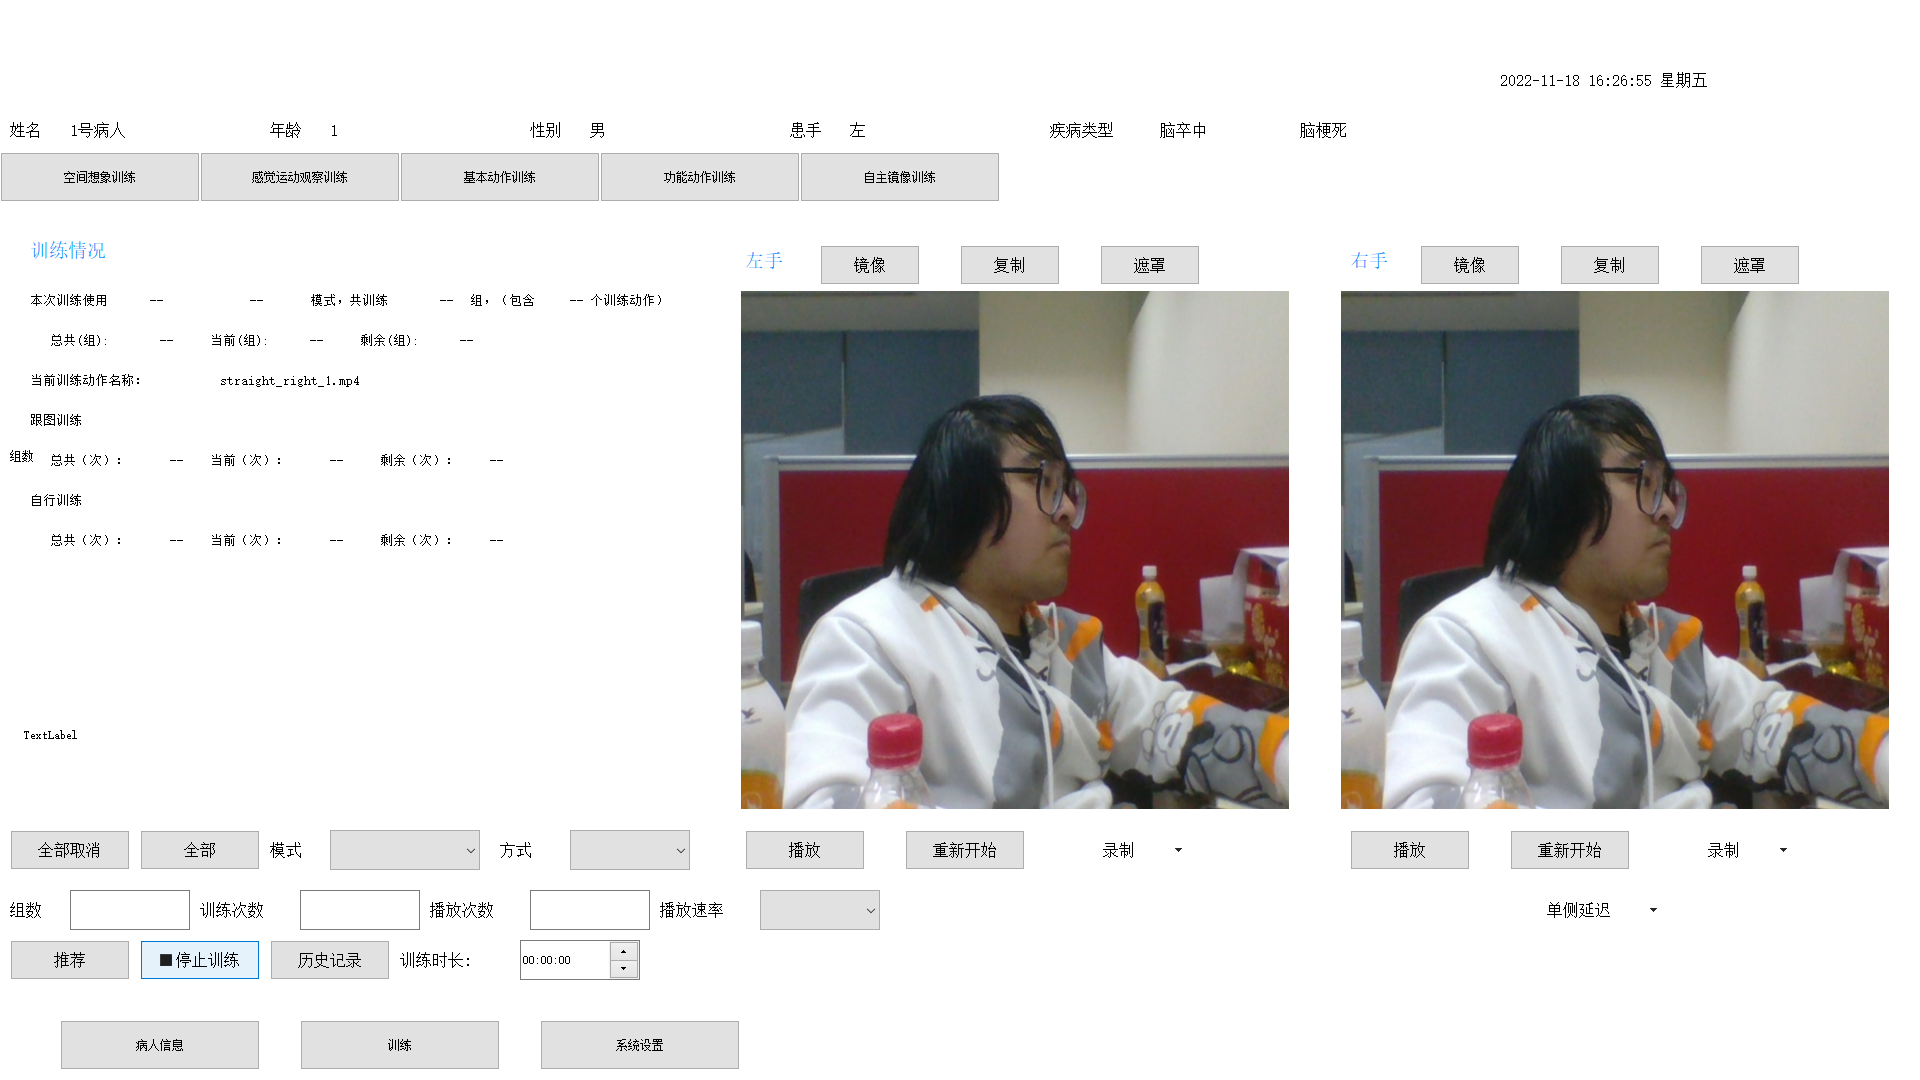 2022-11-18 16:26:55 星期五
姓名 1号病人 年龄 1 性别 男 患手 左 疾病类型 脑卒中 脑梗死
空间想象训练 感觉运动观察训练 基本动作训练 功能动作训练 自主镜像训练
训练情况
本次训练使用 -- -- 模式，共训练 -- 组，（包含 -- 个训练动作）
总共(组): -- 当前(组): -- 剩余(组): --
当前训练动作名称: straight_right_1.mp4
跟图训练
组数 总共（次）: -- 当前（次）: -- 剩余（次）: --
自行训练
总共（次）: -- 当前（次）: -- 剩余（次）: --
TextLabel
左手 镜像 复制 遮罩
右手 镜像 复制 遮罩
全部取消 全部 模式 方式
播放 重新开始 录制
播放 重新开始 录制
组数 训练次数 播放次数 播放速率
单侧延迟
推荐 ■停止训练 历史记录 训练时长: 00:00:00
病人信息 训练 系统设置